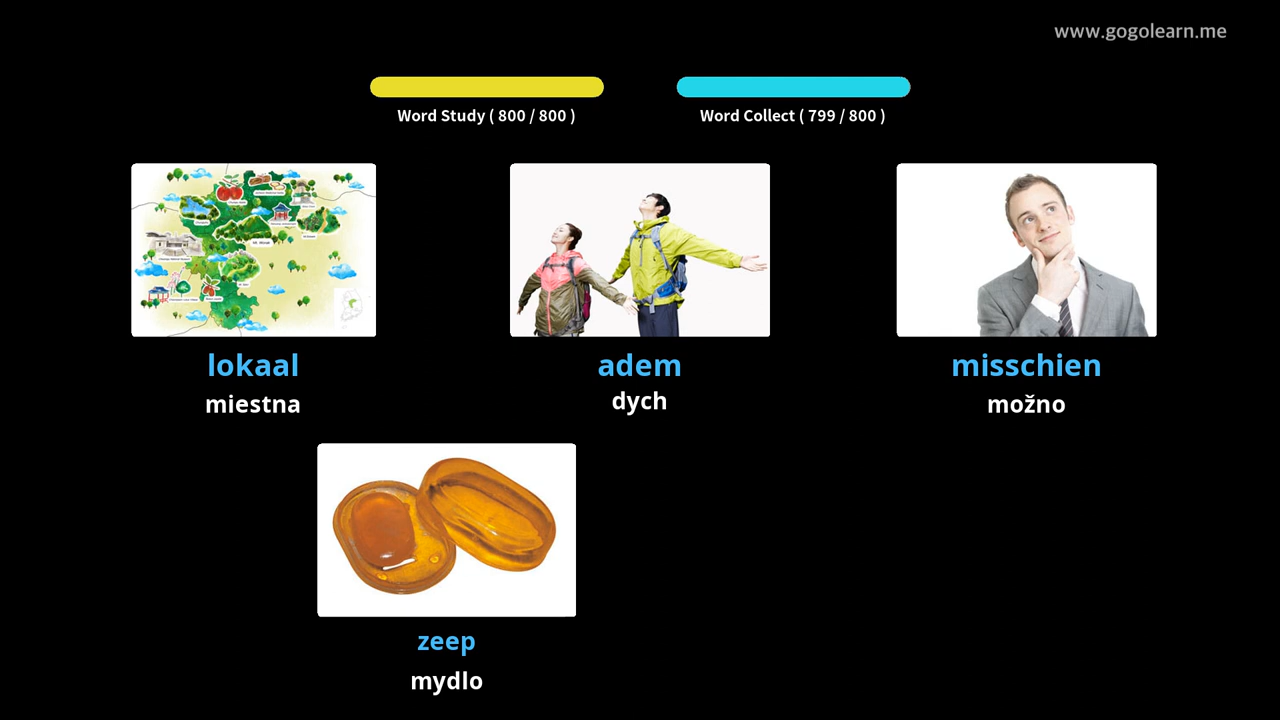 www.gogolearn.me
Word Study ( 800 / 800 )
Word Collect ( 799 / 800 )
lokaal
adem
misschien
miestna
dych
možno
zeep
mydlo